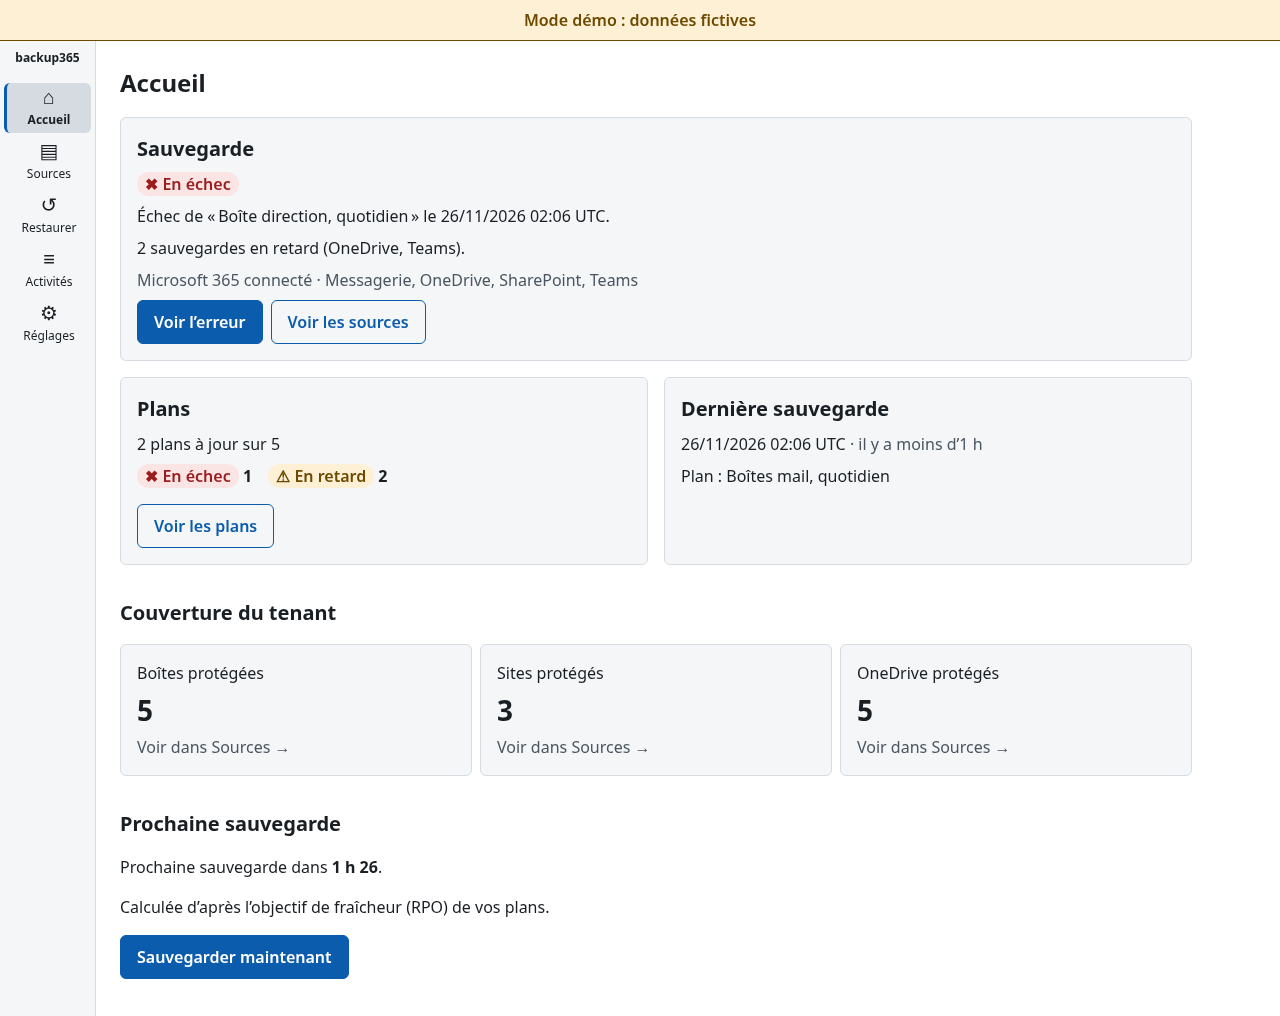 Mode démo : données fictives
backup365
Accueil
Sources
Restaurer
Activités
Réglages
Accueil
Sauvegarde
✖ En échec
Échec de « Boîte direction, quotidien » le 26/11/2026 02:06 UTC.
2 sauvegardes en retard (OneDrive, Teams).
Microsoft 365 connecté · Messagerie, OneDrive, SharePoint, Teams
Voir l’erreur
Voir les sources
Plans
2 plans à jour sur 5
✖ En échec 1 ⚠ En retard 2
Voir les plans
Dernière sauvegarde
26/11/2026 02:06 UTC · il y a moins d’1 h
Plan : Boîtes mail, quotidien
Couverture du tenant
Boîtes protégées
5
Voir dans Sources →
Sites protégés
3
Voir dans Sources →
OneDrive protégés
5
Voir dans Sources →
Prochaine sauvegarde
Prochaine sauvegarde dans 1 h 26.
Calculée d’après l’objectif de fraîcheur (RPO) de vos plans.
Sauvegarder maintenant